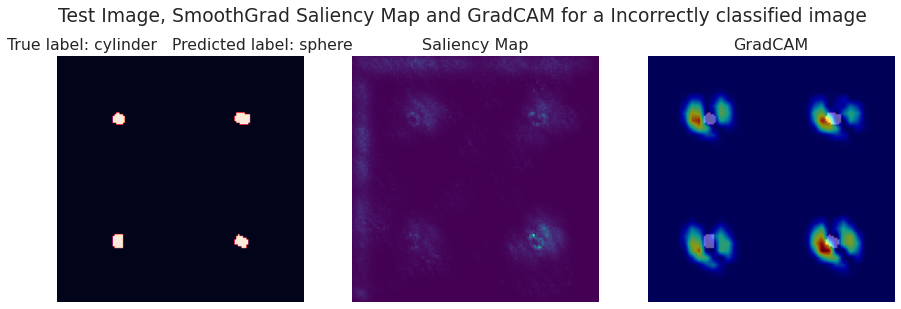 Test Image, SmoothGrad Saliency Map and GradCAM for a Incorrectly classified image
True label: cylinder   Predicted label: sphere
Saliency Map
GradCAM